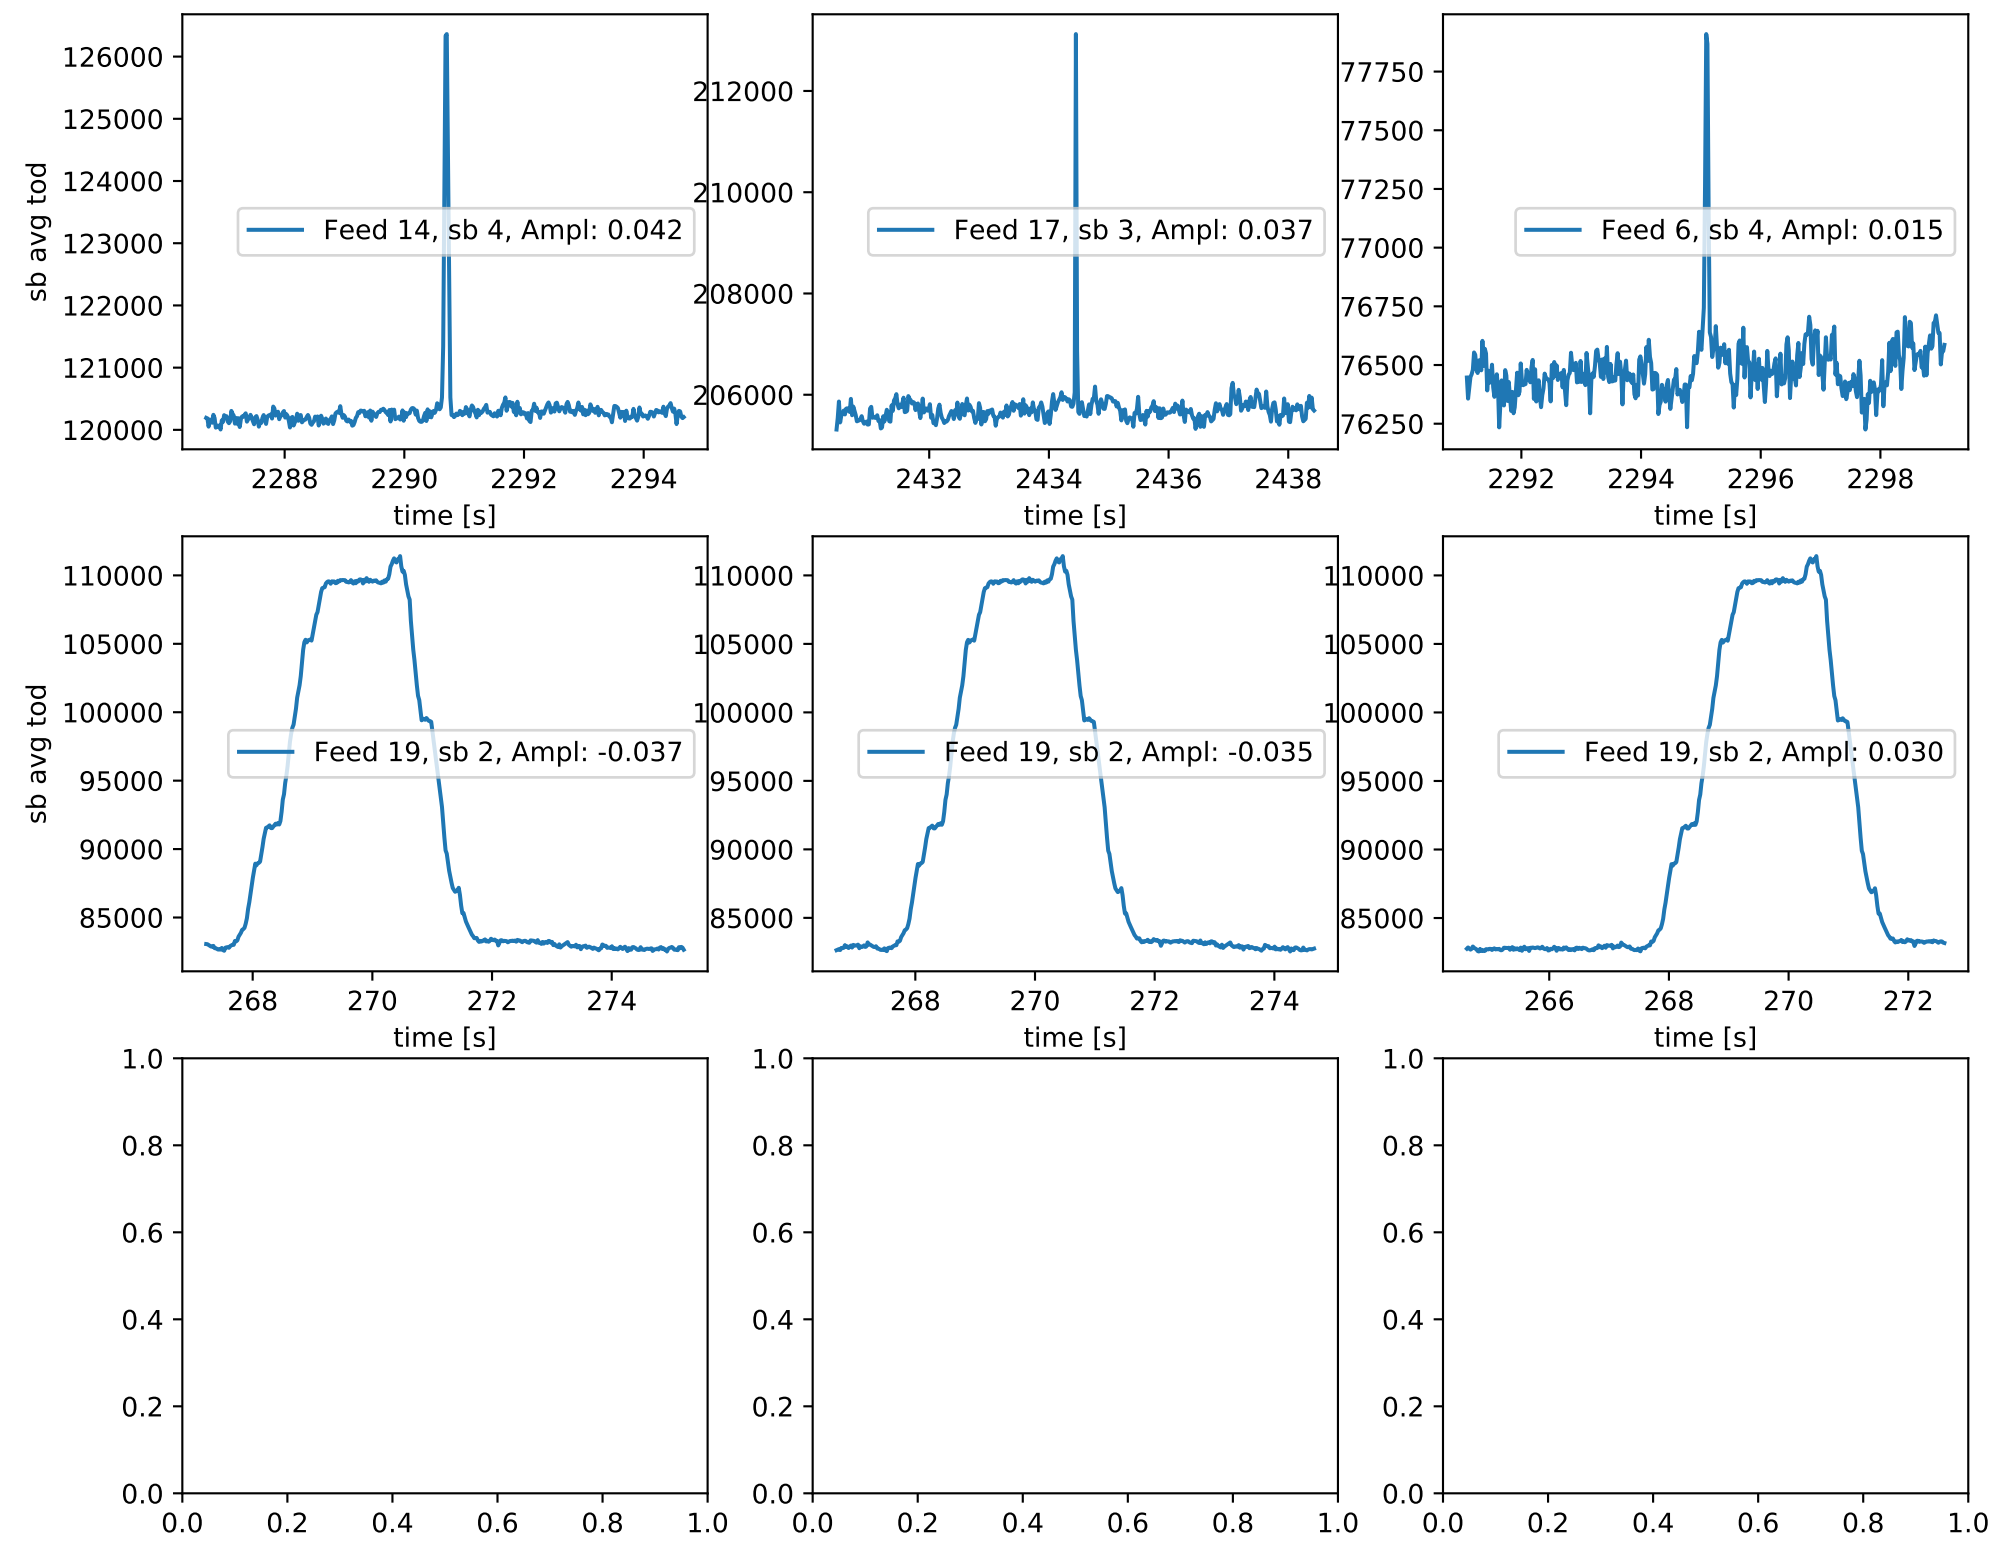 sb avg tod
126000
125000
124000
123000
122000
121000
120000
Feed 14, sb 4, Ampl: 0.042
2288 2290 2292 2294
time [s]
212000
210000
208000
206000
Feed 17, sb 3, Ampl: 0.037
2432 2434 2436 2438
time [s]
77750
77500
77250
77000
76750
76500
76250
Feed 6, sb 4, Ampl: 0.015
2292 2294 2296 2298
time [s]
sb avg tod
110000
105000
100000
95000
90000
85000
Feed 19, sb 2, Ampl: -0.037
268 270 272 274
time [s]
110000
105000
100000
95000
90000
85000
Feed 19, sb 2, Ampl: -0.035
268 270 272 274
time [s]
110000
105000
100000
95000
90000
85000
Feed 19, sb 2, Ampl: 0.030
266 268 270 272
time [s]
1.0
0.8
0.6
0.4
0.2
0.0
0.0 0.2 0.4 0.6 0.8 1.0
1.0
0.8
0.6
0.4
0.2
0.0
0.0 0.2 0.4 0.6 0.8 1.0
1.0
0.8
0.6
0.4
0.2
0.0
0.0 0.2 0.4 0.6 0.8 1.0